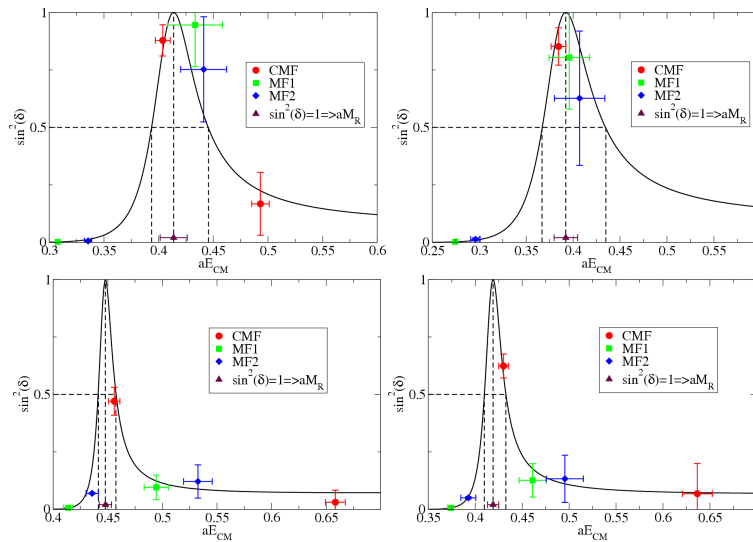 1
sin²(δ)
0.5
0
CMF
MF1
MF2
sin²(δ)=1=>aM_R
0.3 0.35 0.4 0.45 0.5 0.55 0.6
aE_CM
1
sin²(δ)
0.5
0
CMF
MF1
MF2
sin²(δ)=1=>aM_R
0.25 0.3 0.35 0.4 0.45 0.5 0.55
aE_CM
1
sin²(δ)
0.5
0
CMF
MF1
MF2
sin²(δ)=1=>aM_R
0.4 0.45 0.5 0.55 0.6 0.65
aE_CM
1
sin²(δ)
0.5
0
CMF
MF1
MF2
sin²(δ)=1=>aM_R
0.35 0.4 0.45 0.5 0.55 0.6 0.65
aE_CM